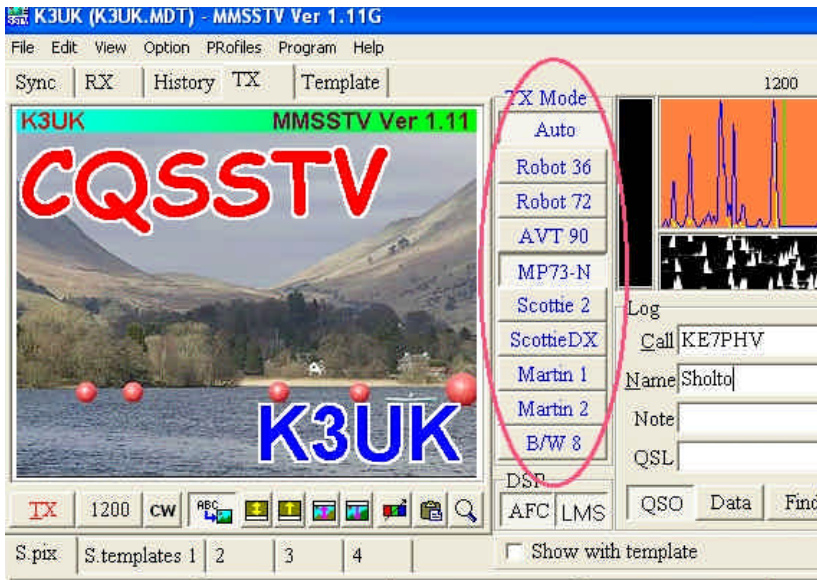 K3UK (K3UK.MDT) - MMSSTV Ver 1.11G
File Edit View Option PRofiles Program Help
Sync RX History TX Template
K3UK MMSSTV Ver 1.11
CQSSTV
K3UK
TX Mode
Auto
Robot 36
Robot 72
AVT 90
MP73-N
Scottie 2
ScottieDX
Martin 1
Martin 2
B/W 8
DSP
AFC LMS
1200
Log
Call KE7PHV
Name Sholto
Note
QSL
QSO Data Find
TX 1200 CW ABC
S.pix S.templates 1 2 3 4
Show with template